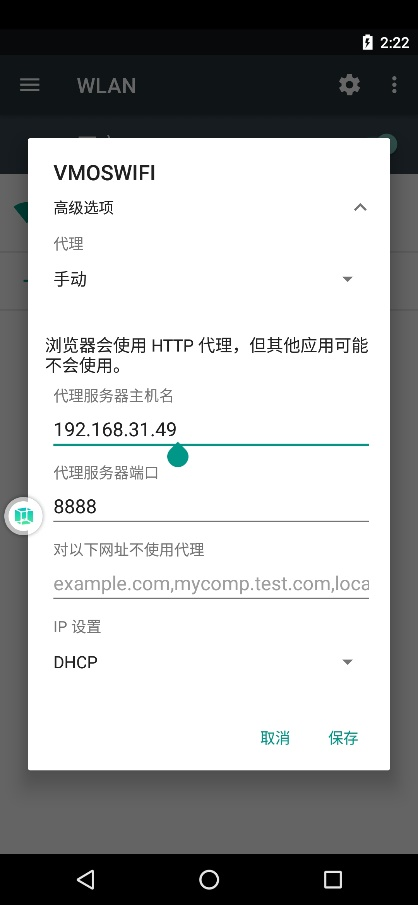 2:22
WLAN
VMOSWIFI
高级选项
代理
手动
浏览器会使用 HTTP 代理，但其他应用可能
不会使用。
代理服务器主机名
192.168.31.49
代理服务器端口
8888
对以下网址不使用代理
example.com,mycomp.test.com,loca
IP 设置
DHCP
取消 保存